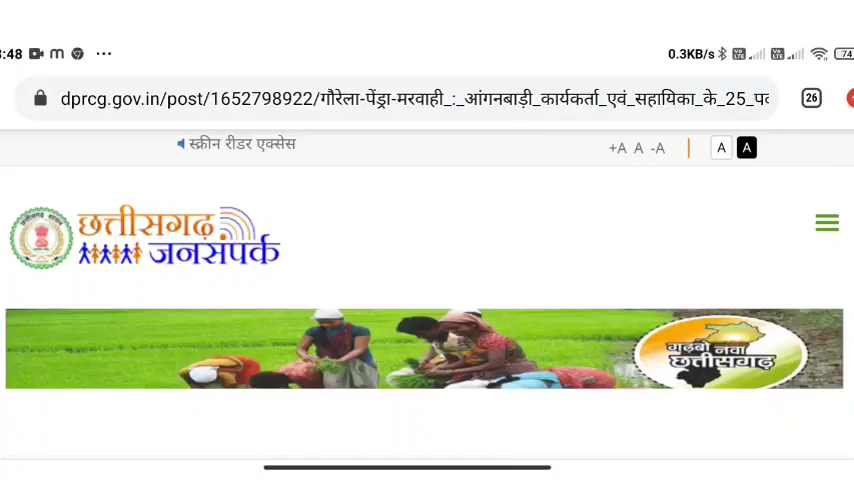 :48 m ...
0.3KB/s 74
dprcg.gov.in/post/1652798922/गौरेला-पेंड्रा-मरवाही_:_आंगनबाड़ी_कार्यकर्ता_एवं_सहायिका_के_25_पद
26
स्क्रीन रीडर एक्सेस
+A A -A A A
छत्तीसगढ़
जनसंपर्क
गढ़बो नवा
छत्तीसगढ़